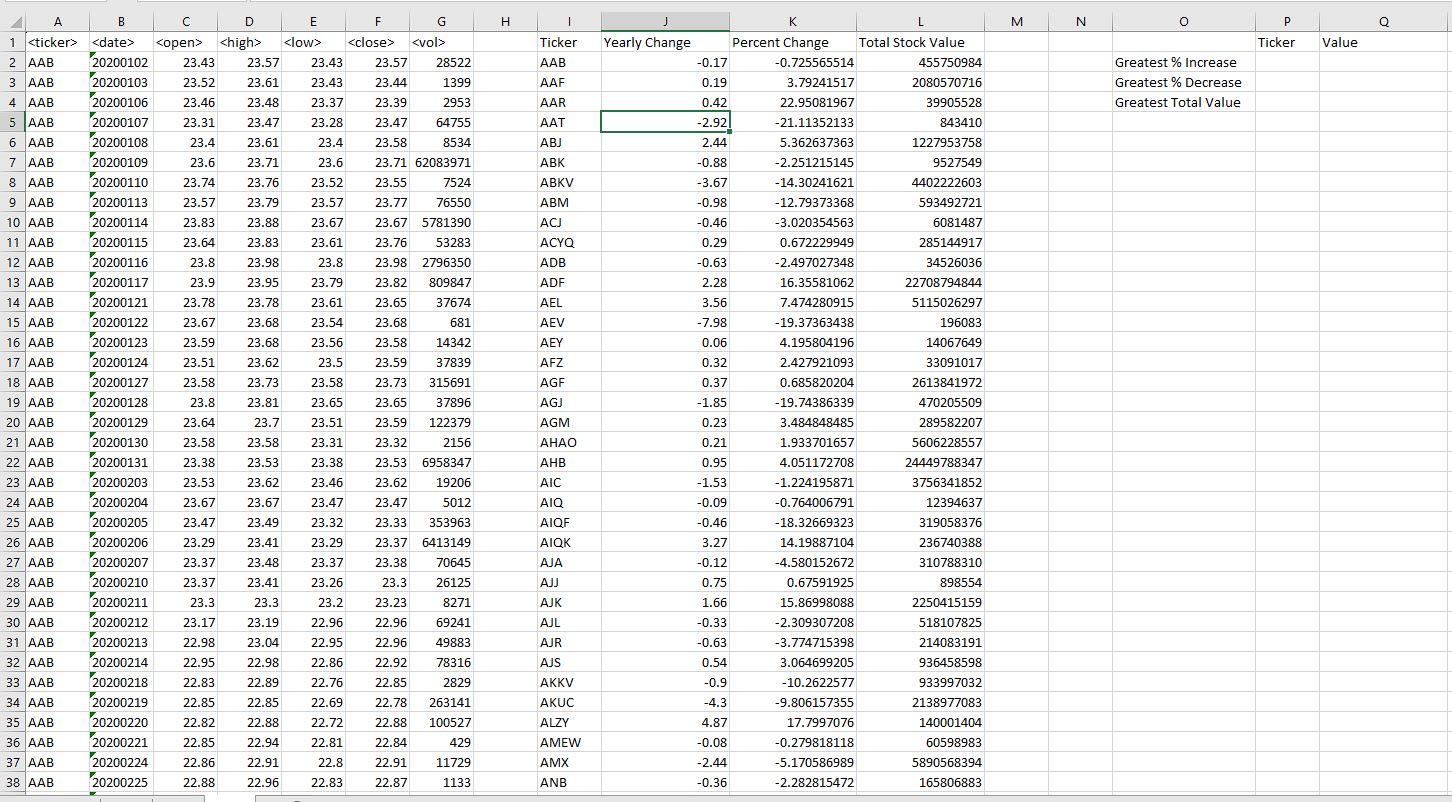 A B C D E F G H I J K L M N O P Q
1 <ticker> <date> <open> <high> <low> <close> <vol> Ticker Yearly Change Percent Change Total Stock Value Ticker Value
2 AAB 20200102 23.43 23.57 23.43 23.57 28522 AAB -0.17 -0.725565514 455750984 Greatest % Increase
3 AAB 20200103 23.52 23.61 23.43 23.44 1399 AAF 0.19 3.79241517 2080570716 Greatest % Decrease
4 AAB 20200106 23.46 23.48 23.37 23.39 2953 AAR 0.42 22.95081967 39905528 Greatest Total Value
5 AAB 20200107 23.31 23.47 23.28 23.47 64755 AAT -2.92 -21.11352133 843410
6 AAB 20200108 23.4 23.61 23.4 23.58 8534 ABJ 2.44 5.362637363 1227953758
7 AAB 20200109 23.6 23.71 23.6 23.71 62083971 ABK -0.88 -2.251215145 9527549
8 AAB 20200110 23.74 23.76 23.52 23.55 7524 ABKV -3.67 -14.30241621 4402222603
9 AAB 20200113 23.57 23.79 23.57 23.77 76550 ABM -0.98 -12.79373368 593492721
10 AAB 20200114 23.83 23.88 23.67 23.67 5781390 ACJ -0.46 -3.020354563 6081487
11 AAB 20200115 23.64 23.83 23.61 23.76 53283 ACYQ 0.29 0.672229949 285144917
12 AAB 20200116 23.8 23.98 23.8 23.98 2796350 ADB -0.63 -2.497027348 34526036
13 AAB 20200117 23.9 23.95 23.79 23.82 809847 ADF 2.28 16.35581062 22708794844
14 AAB 20200121 23.78 23.78 23.61 23.65 37674 AEL 3.56 7.474280915 5115026297
15 AAB 20200122 23.67 23.68 23.54 23.68 681 AEV -7.98 -19.37363438 196083
16 AAB 20200123 23.59 23.68 23.56 23.58 14342 AEY 0.06 4.195804196 14067649
17 AAB 20200124 23.51 23.62 23.5 23.59 37839 AFZ 0.32 2.427921093 33091017
18 AAB 20200127 23.58 23.73 23.58 23.73 315691 AGF 0.37 0.685820204 2613841972
19 AAB 20200128 23.8 23.81 23.65 23.65 37896 AGJ -1.85 -19.74386339 470205509
20 AAB 20200129 23.64 23.7 23.51 23.59 122379 AGM 0.23 3.484848485 289582207
21 AAB 20200130 23.58 23.58 23.31 23.32 2156 AHAO 0.21 1.933701657 5606228557
22 AAB 20200131 23.38 23.53 23.38 23.53 6958347 AHB 0.95 4.051172708 24449788347
23 AAB 20200203 23.53 23.62 23.46 23.62 19206 AIC -1.53 -1.224195871 3756341852
24 AAB 20200204 23.67 23.67 23.47 23.47 5012 AIQ -0.09 -0.764006791 12394637
25 AAB 20200205 23.47 23.49 23.32 23.33 353963 AIQF -0.46 -18.32669323 319058376
26 AAB 20200206 23.29 23.41 23.29 23.37 6413149 AIQK 3.27 14.19887104 236740388
27 AAB 20200207 23.37 23.48 23.37 23.38 70645 AJA -0.12 -4.580152672 310788310
28 AAB 20200210 23.37 23.41 23.26 23.3 26125 AJJ 0.75 0.67591925 898554
29 AAB 20200211 23.3 23.3 23.2 23.23 8271 AJK 1.66 15.86998088 2250415159
30 AAB 20200212 23.17 23.19 22.96 22.96 69241 AJL -0.33 -2.309307208 518107825
31 AAB 20200213 22.98 23.04 22.95 22.96 49883 AJR -0.63 -3.774715398 214083191
32 AAB 20200214 22.95 22.98 22.86 22.92 78316 AJS 0.54 3.064699205 936458598
33 AAB 20200218 22.83 22.89 22.76 22.85 2829 AKKV -0.9 -10.2622577 933997032
34 AAB 20200219 22.85 22.85 22.69 22.78 263141 AKUC -4.3 -9.806157355 2138977083
35 AAB 20200220 22.82 22.88 22.72 22.88 100527 ALZY 4.87 17.7997076 140001404
36 AAB 20200221 22.85 22.94 22.81 22.84 429 AMEW -0.08 -0.279818118 60598983
37 AAB 20200224 22.86 22.91 22.8 22.91 11729 AMX -2.44 -5.170586989 5890568394
38 AAB 20200225 22.88 22.96 22.83 22.87 1133 ANB -0.36 -2.282815472 165806883